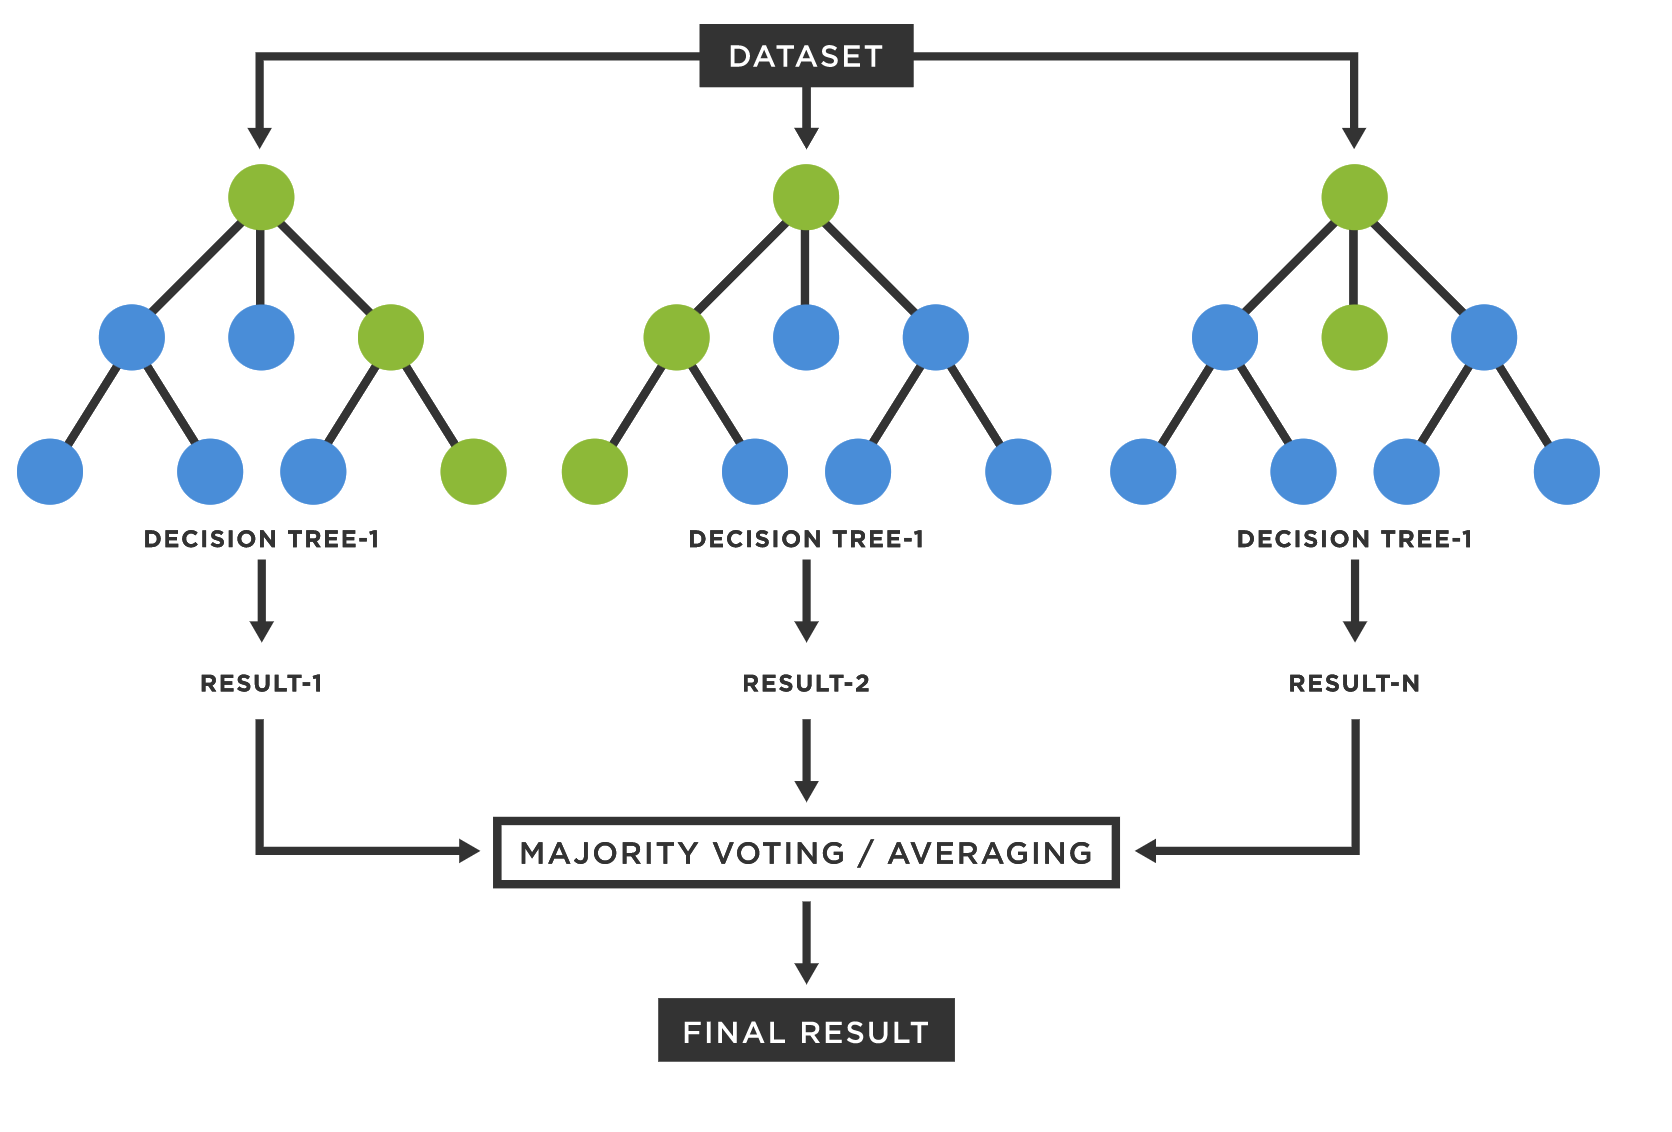 DATASET
DECISION TREE-1
DECISION TREE-1
DECISION TREE-1
RESULT-1
RESULT-2
RESULT-N
MAJORITY VOTING / AVERAGING
FINAL RESULT